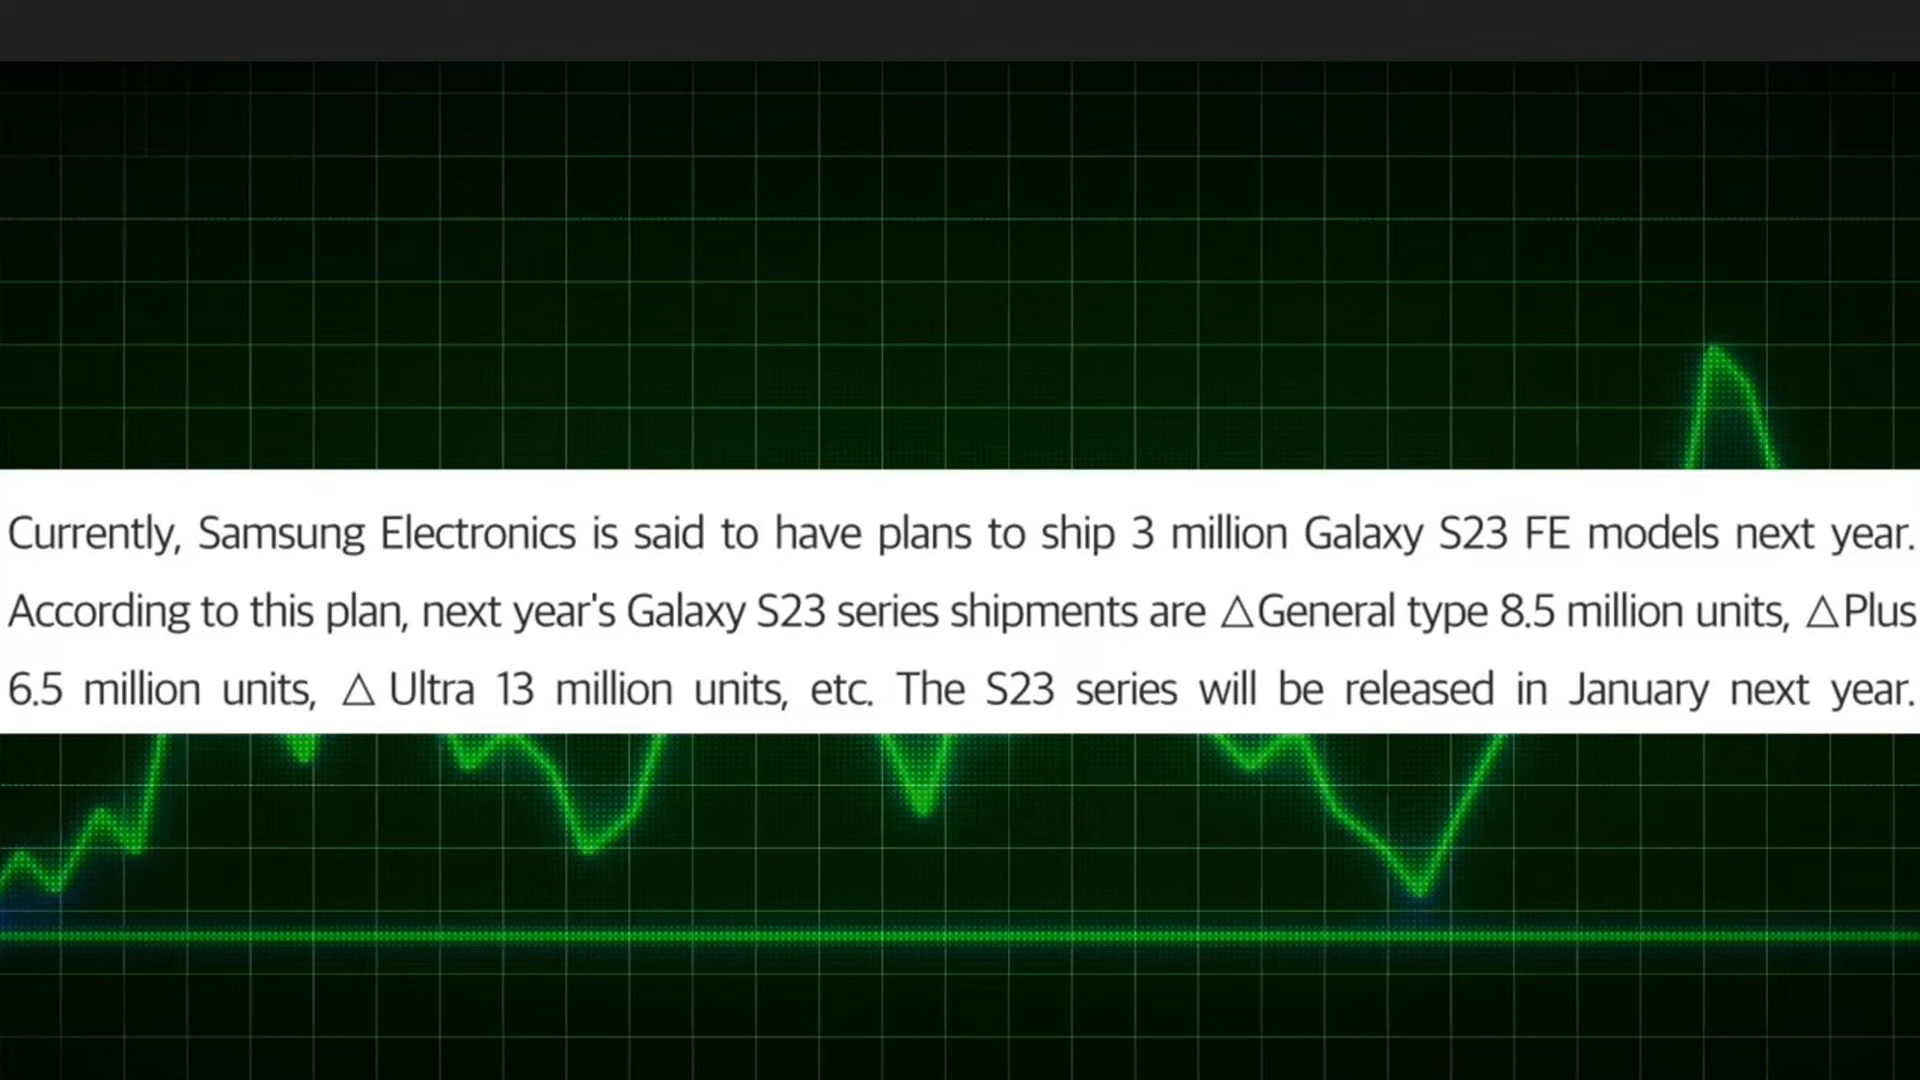 Currently, Samsung Electronics is said to have plans to ship 3 million Galaxy S23 FE models next year.
According to this plan, next year's Galaxy S23 series shipments are △General type 8.5 million units, △Plus
6.5 million units, △ Ultra 13 million units, etc. The S23 series will be released in January next year.